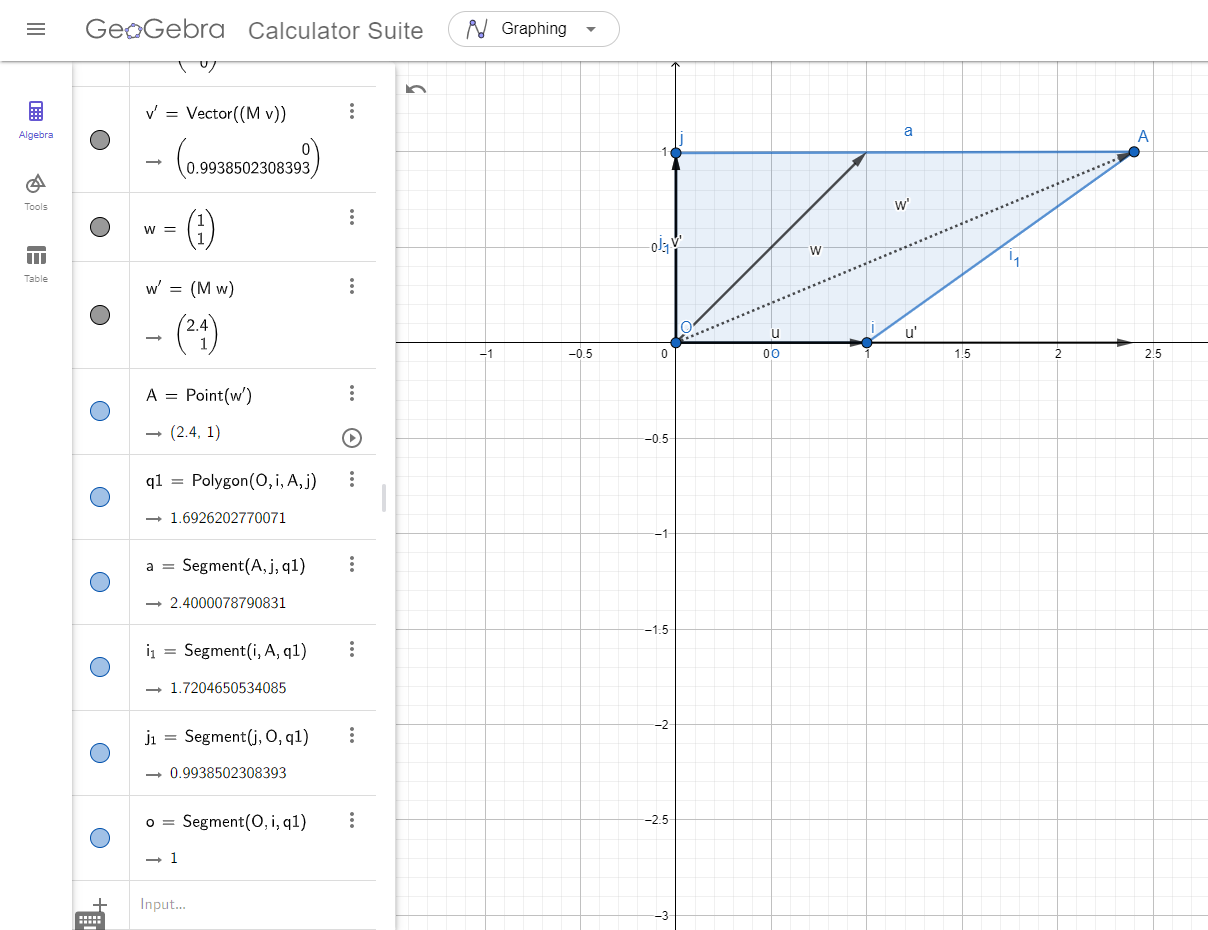 GeoGebra Calculator Suite Graphing
Algebra
Tools
Table
0
v′ = Vector((M v))
→ (0
0.9938502308393)
w = (1
1)
w′ = (M w)
→ (2.4
1)
A = Point(w′)
→ (2.4, 1)
q1 = Polygon(O, i, A, j)
→ 1.6926202770071
a = Segment(A, j, q1)
→ 2.4000078790831
i₁ = Segment(i, A, q1)
→ 1.7204650534085
j₁ = Segment(j, O, q1)
→ 0.9938502308393
o = Segment(O, i, q1)
→ 1
Input...
a
A
j
1
w'
j₁ v'
w
i₁
O
u
i
u'
−1
−0.5
0
o
1
1.5
2
2.5
−0.5
−1
−1.5
−2
−2.5
−3